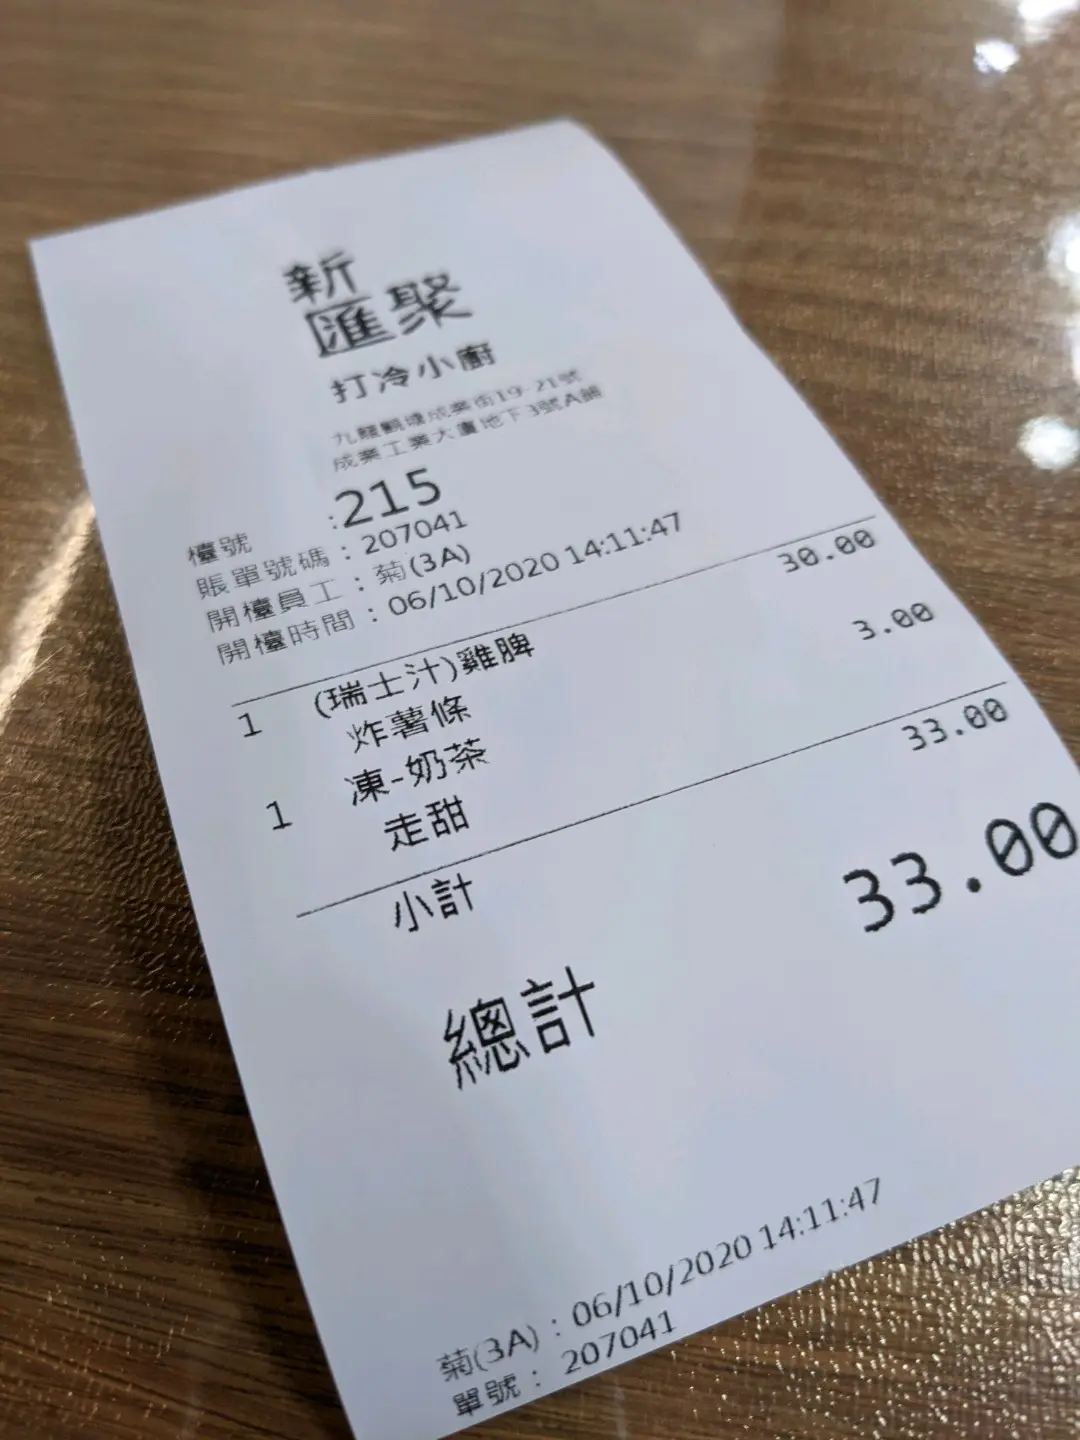 新
匯聚
打冷小廚
九龍觀塘成業街19-21號
成業工業大廈地下3號A舖
檯號 :215
賬單號碼 : 207041
開檯員工 : 菊(3A)
開檯時間 : 06/10/2020 14:11:47
1 (瑞士汁)雞脾 30.00
炸薯條
1 凍-奶茶 3.00
走甜
小計 33.00
總計 33.00
菊(3A) : 06/10/2020 14:11:47
單號 : 207041